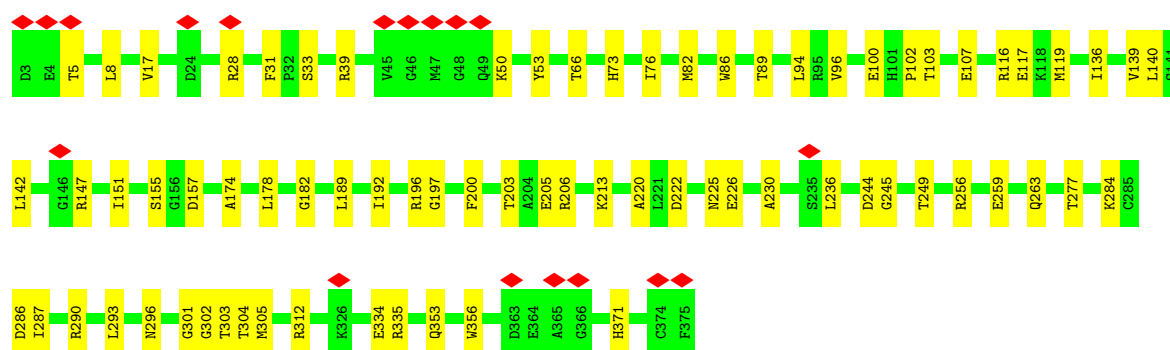 D3 E4 T5 L8 V17 D24 R28 F31 P32 S33 R39 V45 G46 M47 G48 Q49 K50 Y53 T66 H73 I76 M82 W86 T89 L94 R95 V96 E100 H101 P102 T103 E107 R116 E117 K118 M119 I136 V139 L140 S141
L142 G146 R147 I151 S155 G156 D157 A174 L178 G182 L189 I192 R196 G197 F200 T203 A204 E205 R206 K213 A220 L221 D222 N225 E226 A230 S235 L236 D244 G245 T249 R256 E259 Q263 T277 K284 C285
D286 I287 R290 L293 N296 G301 G302 T303 T304 M305 R312 K326 E334 R335 Q353 W356 D363 E364 A365 G366 H371 C374 F375